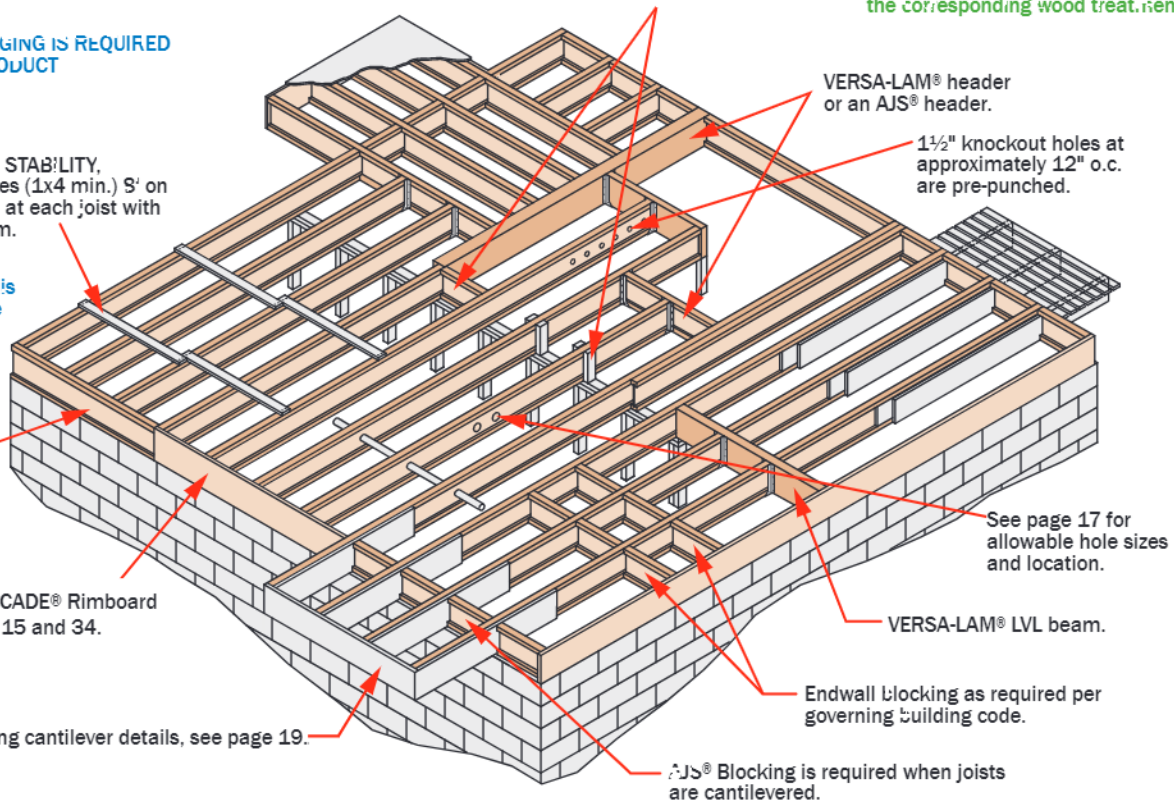 the corresponding wood
GING IS REQUIRED
ODUCT
VERSA-LAM® header
or an AJS® header.
1½" knockout holes at
approximately 12" o.c.
are pre-punched.
STABILITY,
es (1x4 min.) 8' on
at each joist with
m.
is
See page 17 for
allowable hole sizes
and location.
CADE® Rimboard
15 and 34.
VERSA-LAM® LVL beam.
Endwall blocking as required per
governing building code.
ng cantilever details, see page 19.
AJS® Blocking is required when joists
are cantilevered.